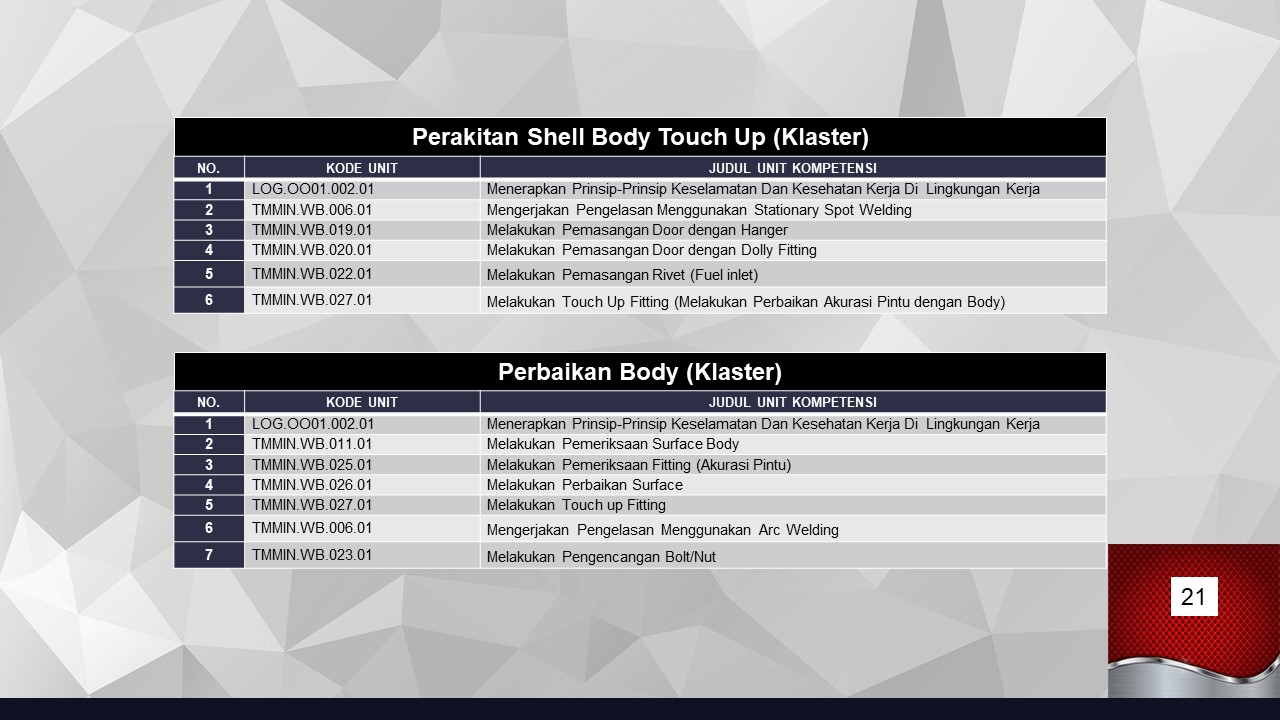 Perakitan Shell Body Touch Up (Klaster)
NO. KODE UNIT JUDUL UNIT KOMPETENSI
1 LOG.OO01.002.01 Menerapkan Prinsip-Prinsip Keselamatan Dan Kesehatan Kerja Di Lingkungan Kerja
2 TMMIN.WB.006.01 Mengerjakan Pengelasan Menggunakan Stationary Spot Welding
3 TMMIN.WB.019.01 Melakukan Pemasangan Door dengan Hanger
4 TMMIN.WB.020.01 Melakukan Pemasangan Door dengan Dolly Fitting
5 TMMIN.WB.022.01 Melakukan Pemasangan Rivet (Fuel inlet)
6 TMMIN.WB.027.01 Melakukan Touch Up Fitting (Melakukan Perbaikan Akurasi Pintu dengan Body)
Perbaikan Body (Klaster)
NO. KODE UNIT JUDUL UNIT KOMPETENSI
1 LOG.OO01.002.01 Menerapkan Prinsip-Prinsip Keselamatan Dan Kesehatan Kerja Di Lingkungan Kerja
2 TMMIN.WB.011.01 Melakukan Pemeriksaan Surface Body
3 TMMIN.WB.025.01 Melakukan Pemeriksaan Fitting (Akurasi Pintu)
4 TMMIN.WB.026.01 Melakukan Perbaikan Surface
5 TMMIN.WB.027.01 Melakukan Touch up Fitting
6 TMMIN.WB.006.01 Mengerjakan Pengelasan Menggunakan Arc Welding
7 TMMIN.WB.023.01 Melakukan Pengencangan Bolt/Nut
21